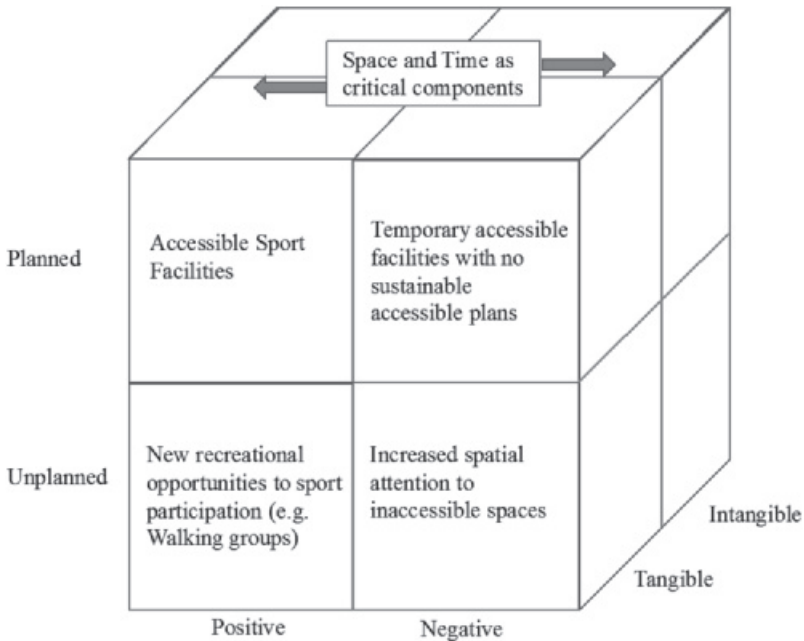 Space and Time as
critical components
Planned
Accessible Sport
Facilities
Temporary accessible
facilities with no
sustainable
accessible plans
Unplanned
New recreational
opportunities to sport
participation (e.g.
Walking groups)
Increased spatial
attention to
inaccessible spaces
Intangible
Tangible
Positive
Negative